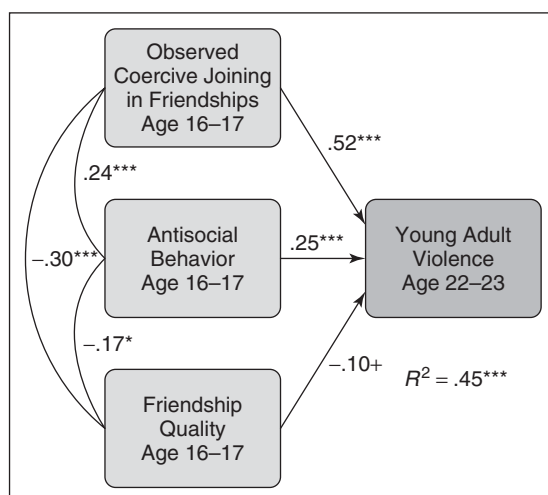 Observed
Coercive Joining
in Friendships
Age 16–17
.52***
.24***
Antisocial
Behavior
Age 16–17
.25***
Young Adult
Violence
Age 22–23
–.30***
–.17*
–.10+
R² = .45***
Friendship
Quality
Age 16–17